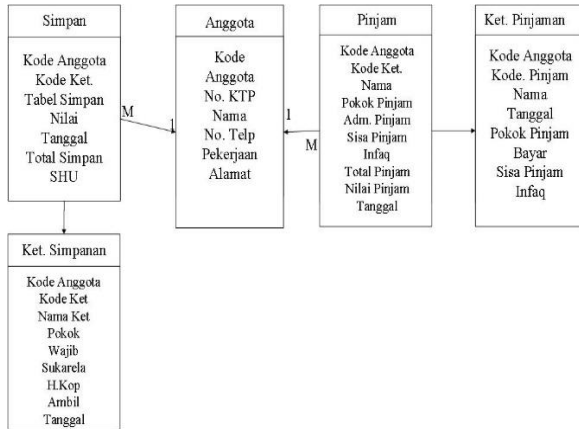 Simpan
Kode Anggota
Kode Ket.
Tabel Simpan
Nilai
Tanggal
Total Simpan
SHU
M
1
Anggota
Kode
Anggota
No. KTP
Nama
No. Telp
Pekerjaan
Alamat
1
M
Pinjam
Kode Anggota
Kode Ket.
Nama
Pokok Pinjam
Adm. Pinjam
Sisa Pinjam
Infaq
Total Pinjam
Nilai Pinjam
Tanggal
Ket. Pinjaman
Kode Anggota
Kode. Pinjam
Nama
Tanggal
Pokok Pinjam
Bayar
Sisa Pinjam
Infaq
Ket. Simpanan
Kode Anggota
Kode Ket
Nama Ket
Pokok
Wajib
Sukarela
H.Kop
Ambil
Tanggal